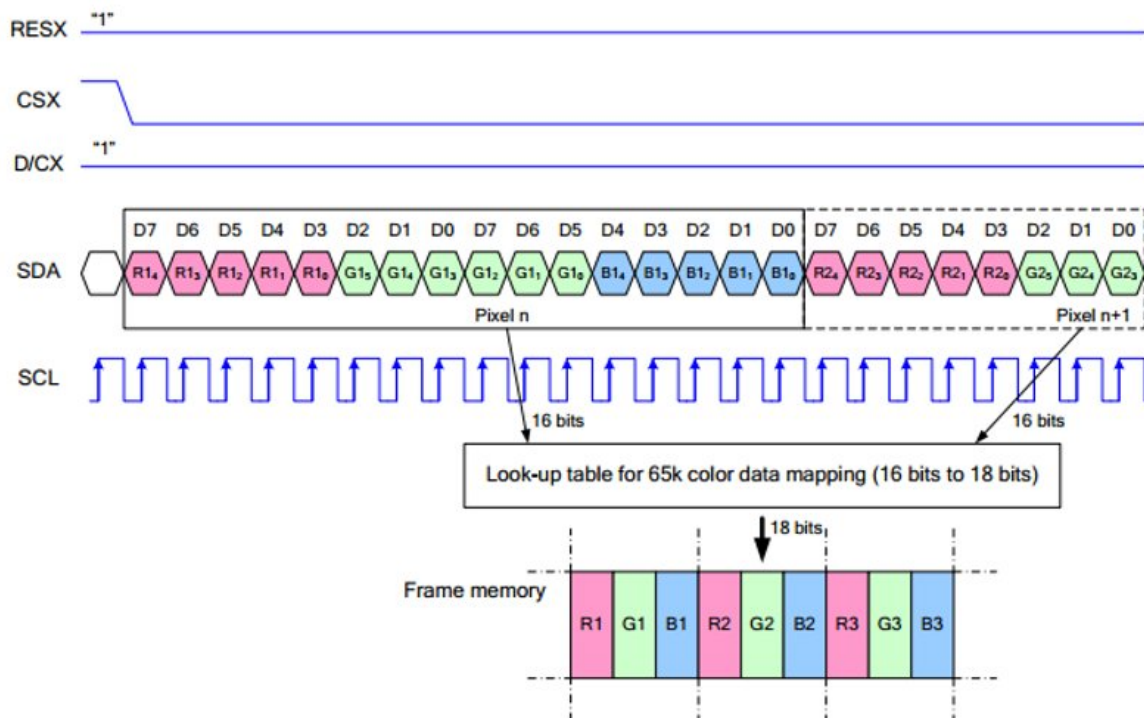 RESX “1”
CSX
D/CX “1”
D7 D6 D5 D4 D3 D2 D1 D0 D7 D6 D5 D4 D3 D2 D1 D0 D7 D6 D5 D4 D3 D2 D1 D0
SDA R1₄ R1₃ R1₂ R1₁ R1₀ G1₅ G1₄ G1₃ G1₂ G1₁ G1₀ B1₄ B1₃ B1₂ B1₁ B1₀ R2₄ R2₃ R2₂ R2₁ R2₀ G2₅ G2₄ G2₃
Pixel n Pixel n+1
SCL
16 bits 16 bits
Look-up table for 65k color data mapping (16 bits to 18 bits)
18 bits
Frame memory
R1 G1 B1 R2 G2 B2 R3 G3 B3